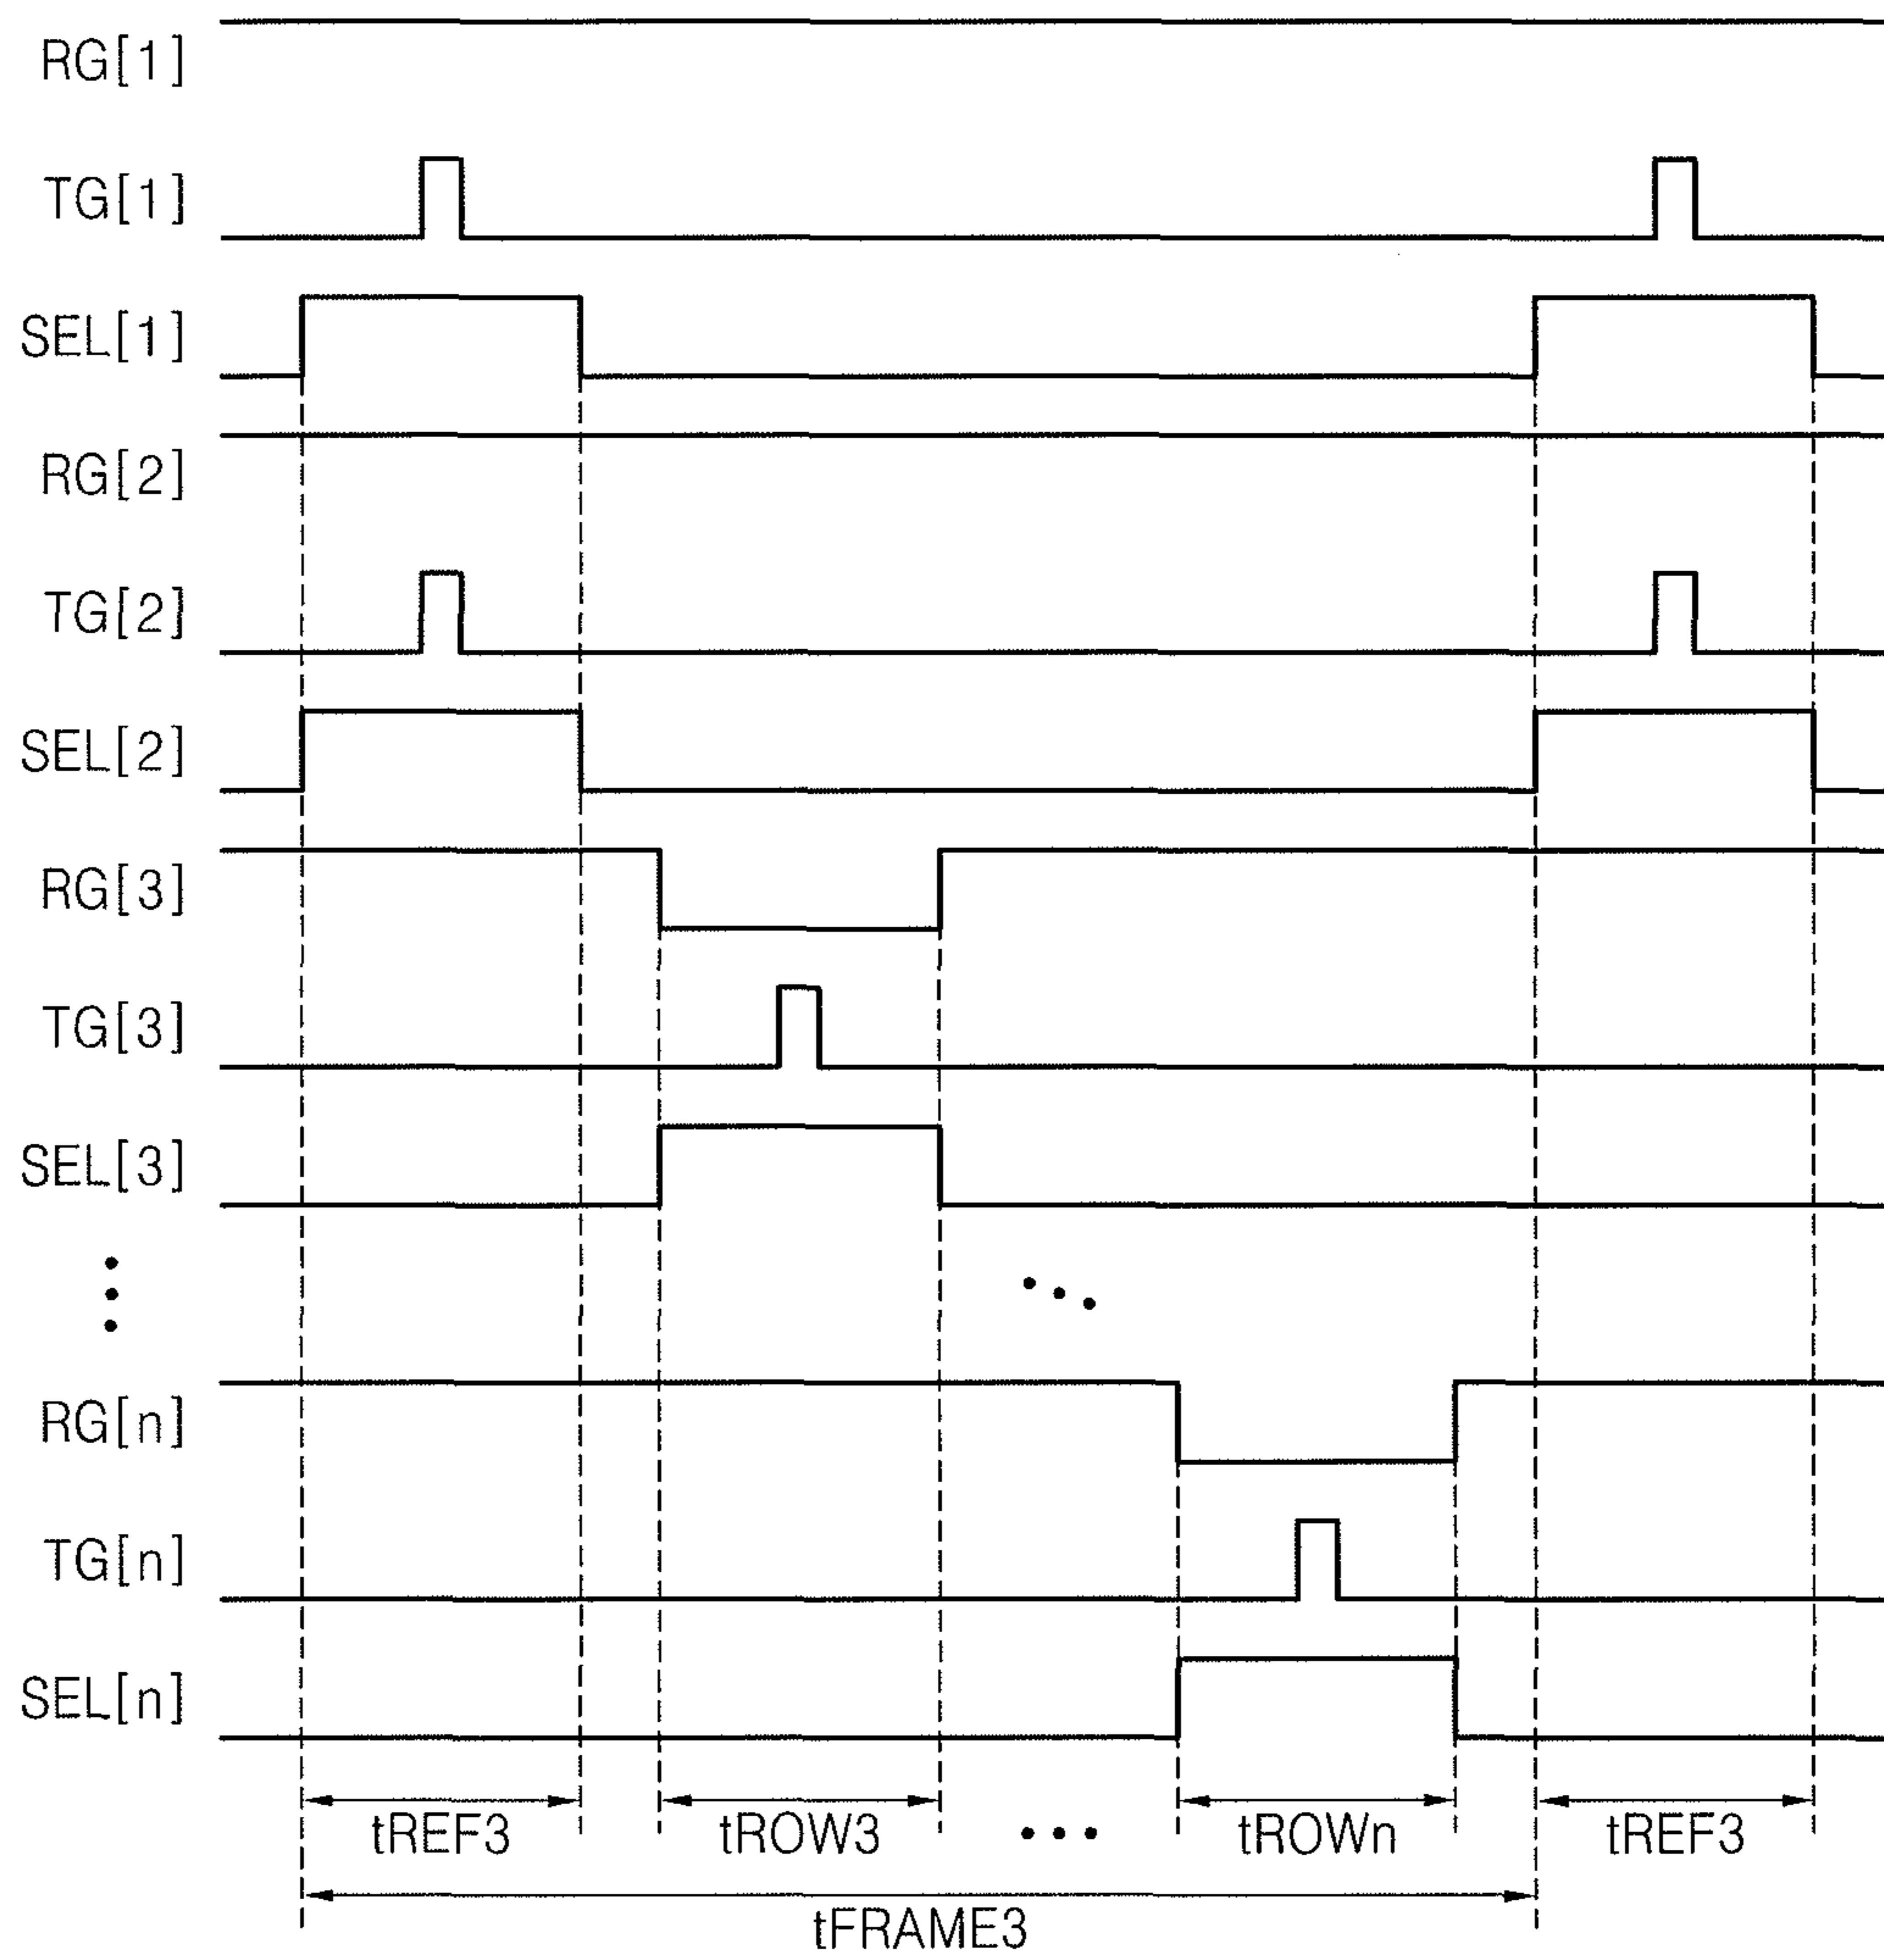 RG[1]
TG[1]
SEL[1]
RG[2]
TG[2]
SEL[2]
RG[3]
TG[3]
SEL[3]
RG[n]
TG[n]
SEL[n]
tREF3 tROW3 tROWn tREF3
tFRAME3